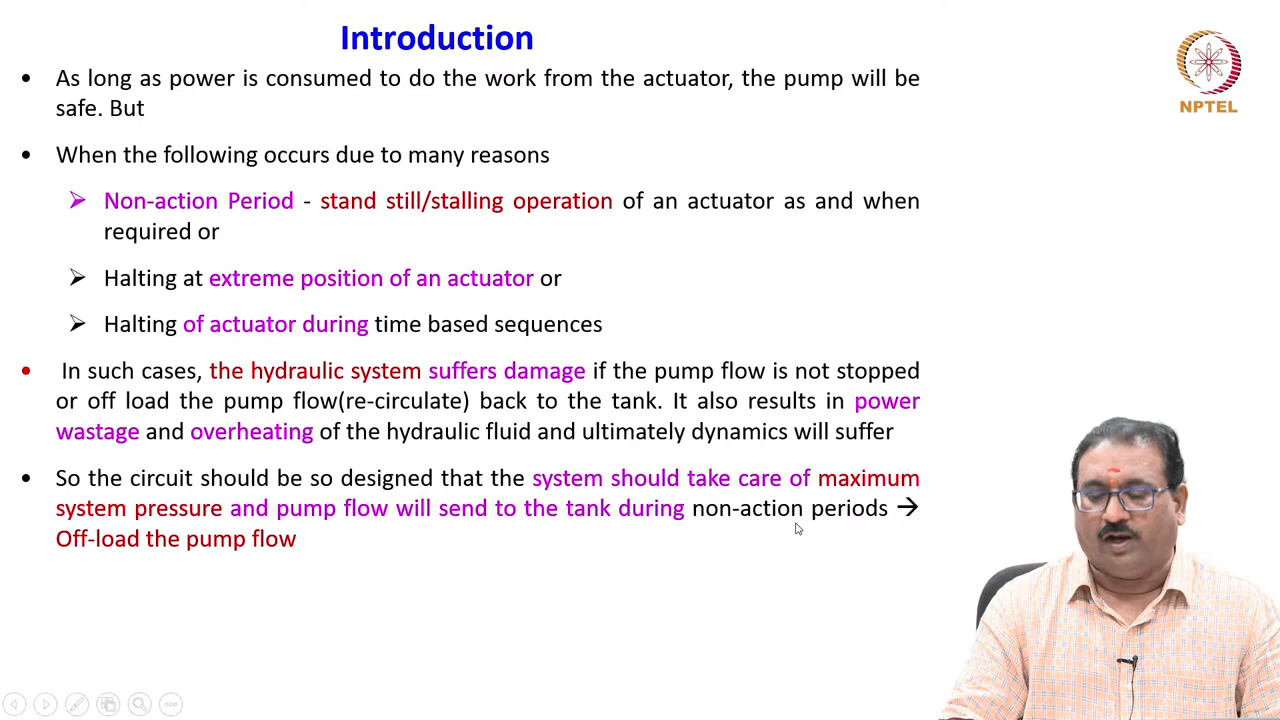 Introduction
• As long as power is consumed to do the work from the actuator, the pump will be
safe. But
• When the following occurs due to many reasons
➢ Non-action Period - stand still/stalling operation of an actuator as and when
required or
➢ Halting at extreme position of an actuator or
➢ Halting of actuator during time based sequences
• In such cases, the hydraulic system suffers damage if the pump flow is not stopped
or off load the pump flow(re-circulate) back to the tank. It also results in power
wastage and overheating of the hydraulic fluid and ultimately dynamics will suffer
• So the circuit should be so designed that the system should take care of maximum
system pressure and pump flow will send to the tank during non-action periods →
Off-load the pump flow
NPTEL